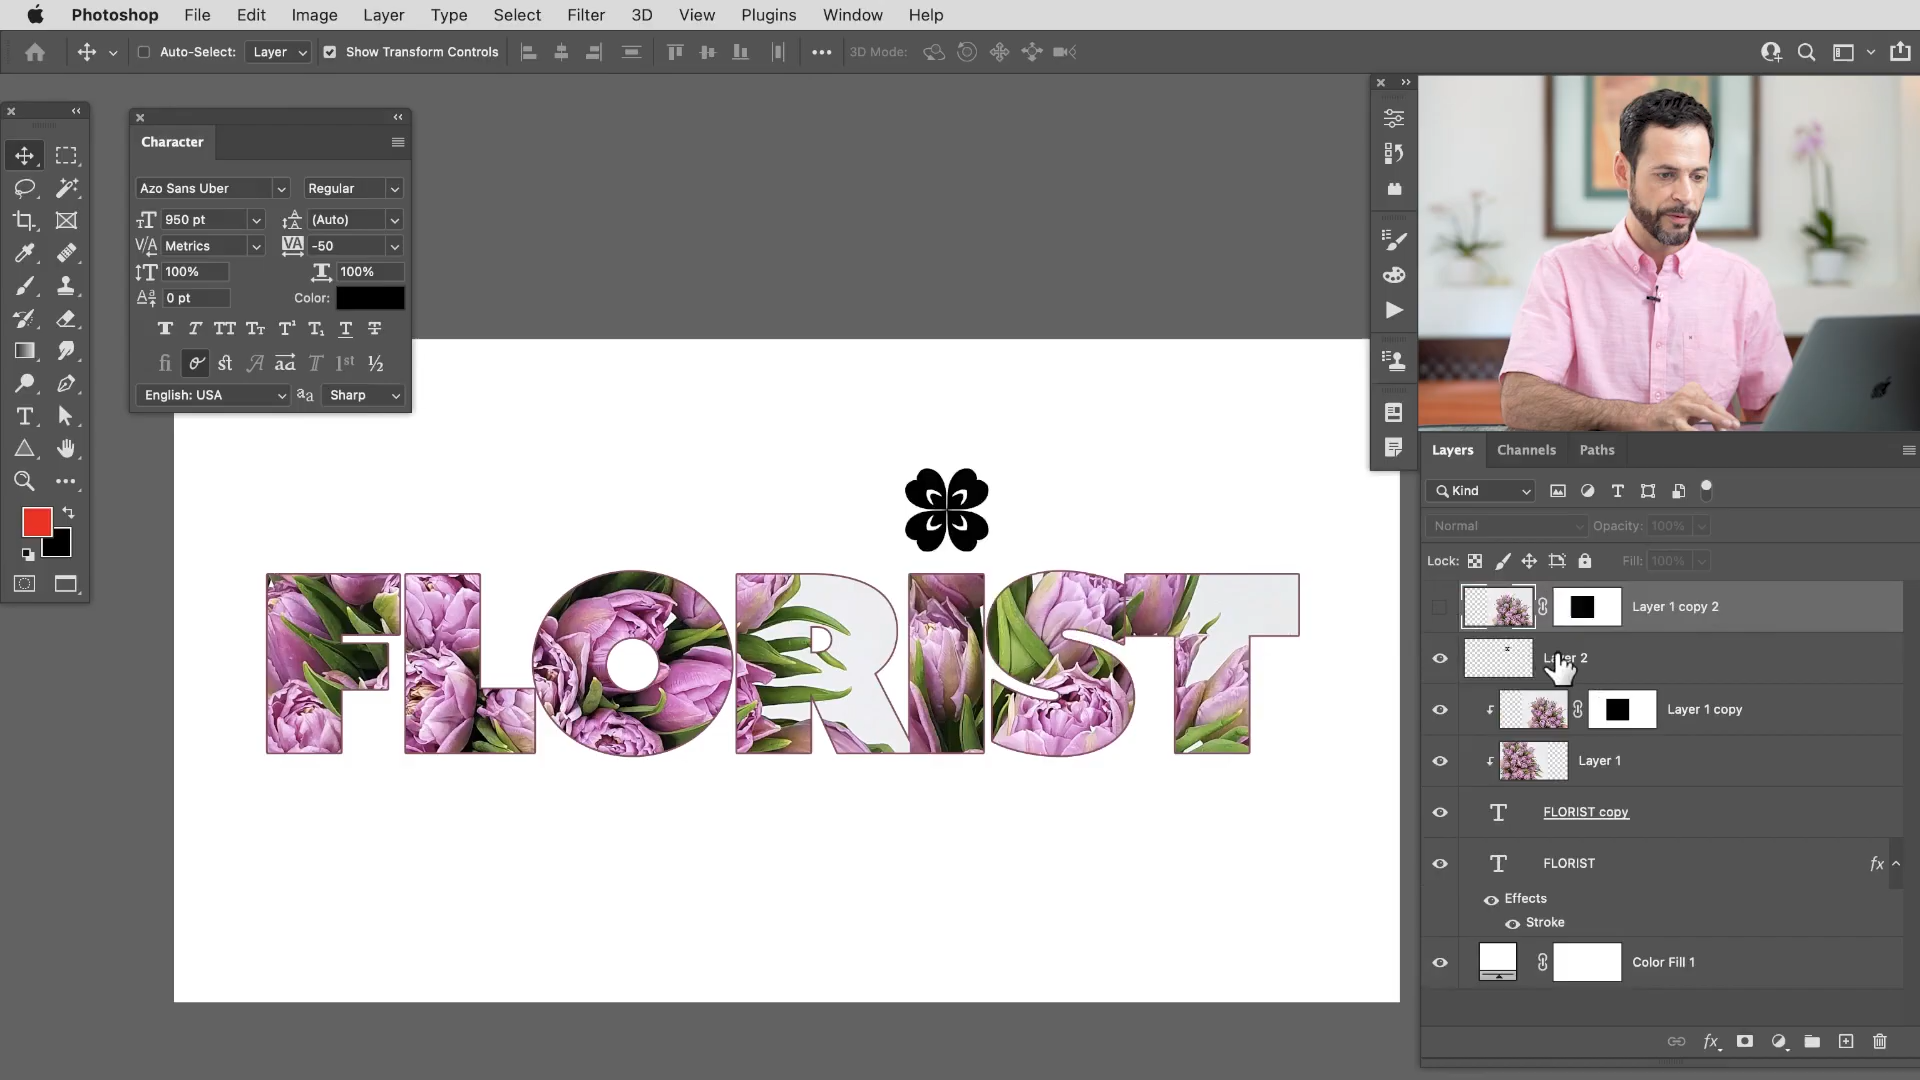 Photoshop File Edit Image Layer Type Select Filter 3D View Plugins Window Help
Auto-Select: Layer Show Transform Controls 3D Mode:
Character
Azo Sans Uber Regular
950 pt (Auto)
Metrics -50
100% 100%
0 pt Color:
English: USA Sharp
FLORIST
Layers Channels Paths
Kind
Normal Opacity: 100%
Lock: Fill: 100%
Layer 1 copy 2
Layer 2
Layer 1 copy
Layer 1
FLORIST copy
FLORIST fx
Effects
Stroke
Color Fill 1
fx